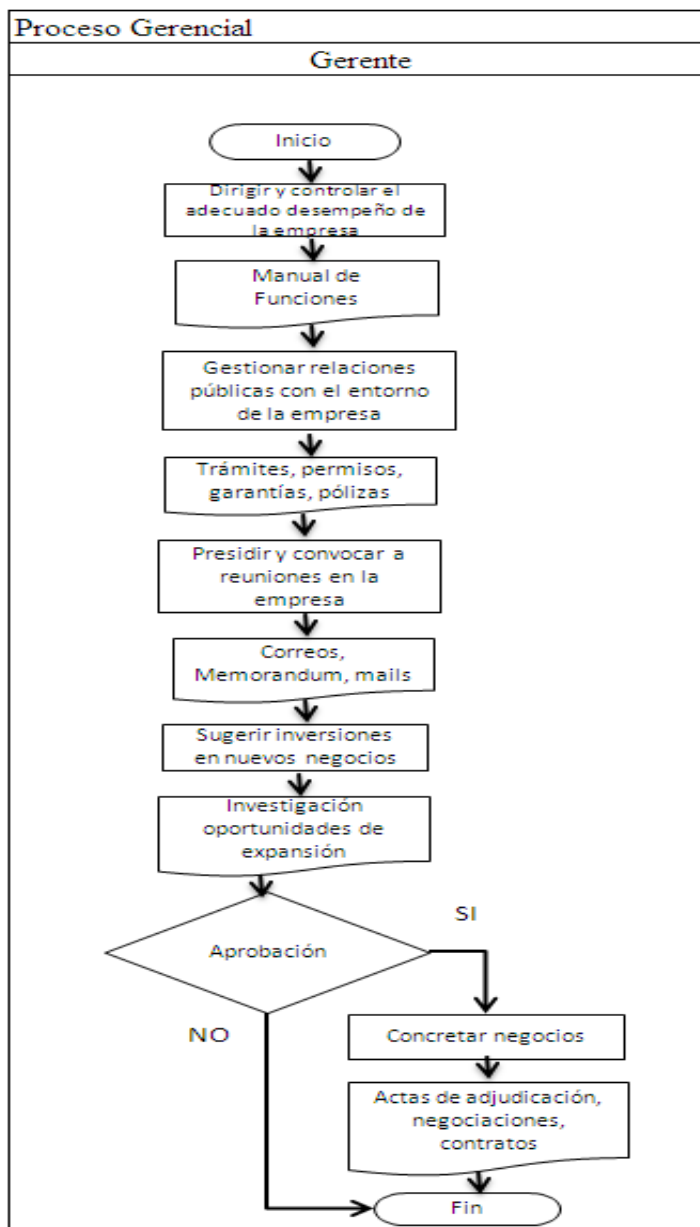 Proceso Gerencial
Gerente
Inicio
Dirigir y controlar el
adecuado desempeño de
la empresa
Manual de
Funciones
Gestionar relaciones
públicas con el entorno
de la empresa
Trámites, permisos,
garantías, pólizas
Presidir y convocar a
reuniones en la
empresa
Correos,
Memorandum, mails
Sugerir inversiones
en nuevos negocios
Investigación
oportunidades de
expansión
Aprobación
SI
NO
Concretar negocios
Actas de adjudicación,
negociaciones,
contratos
Fin